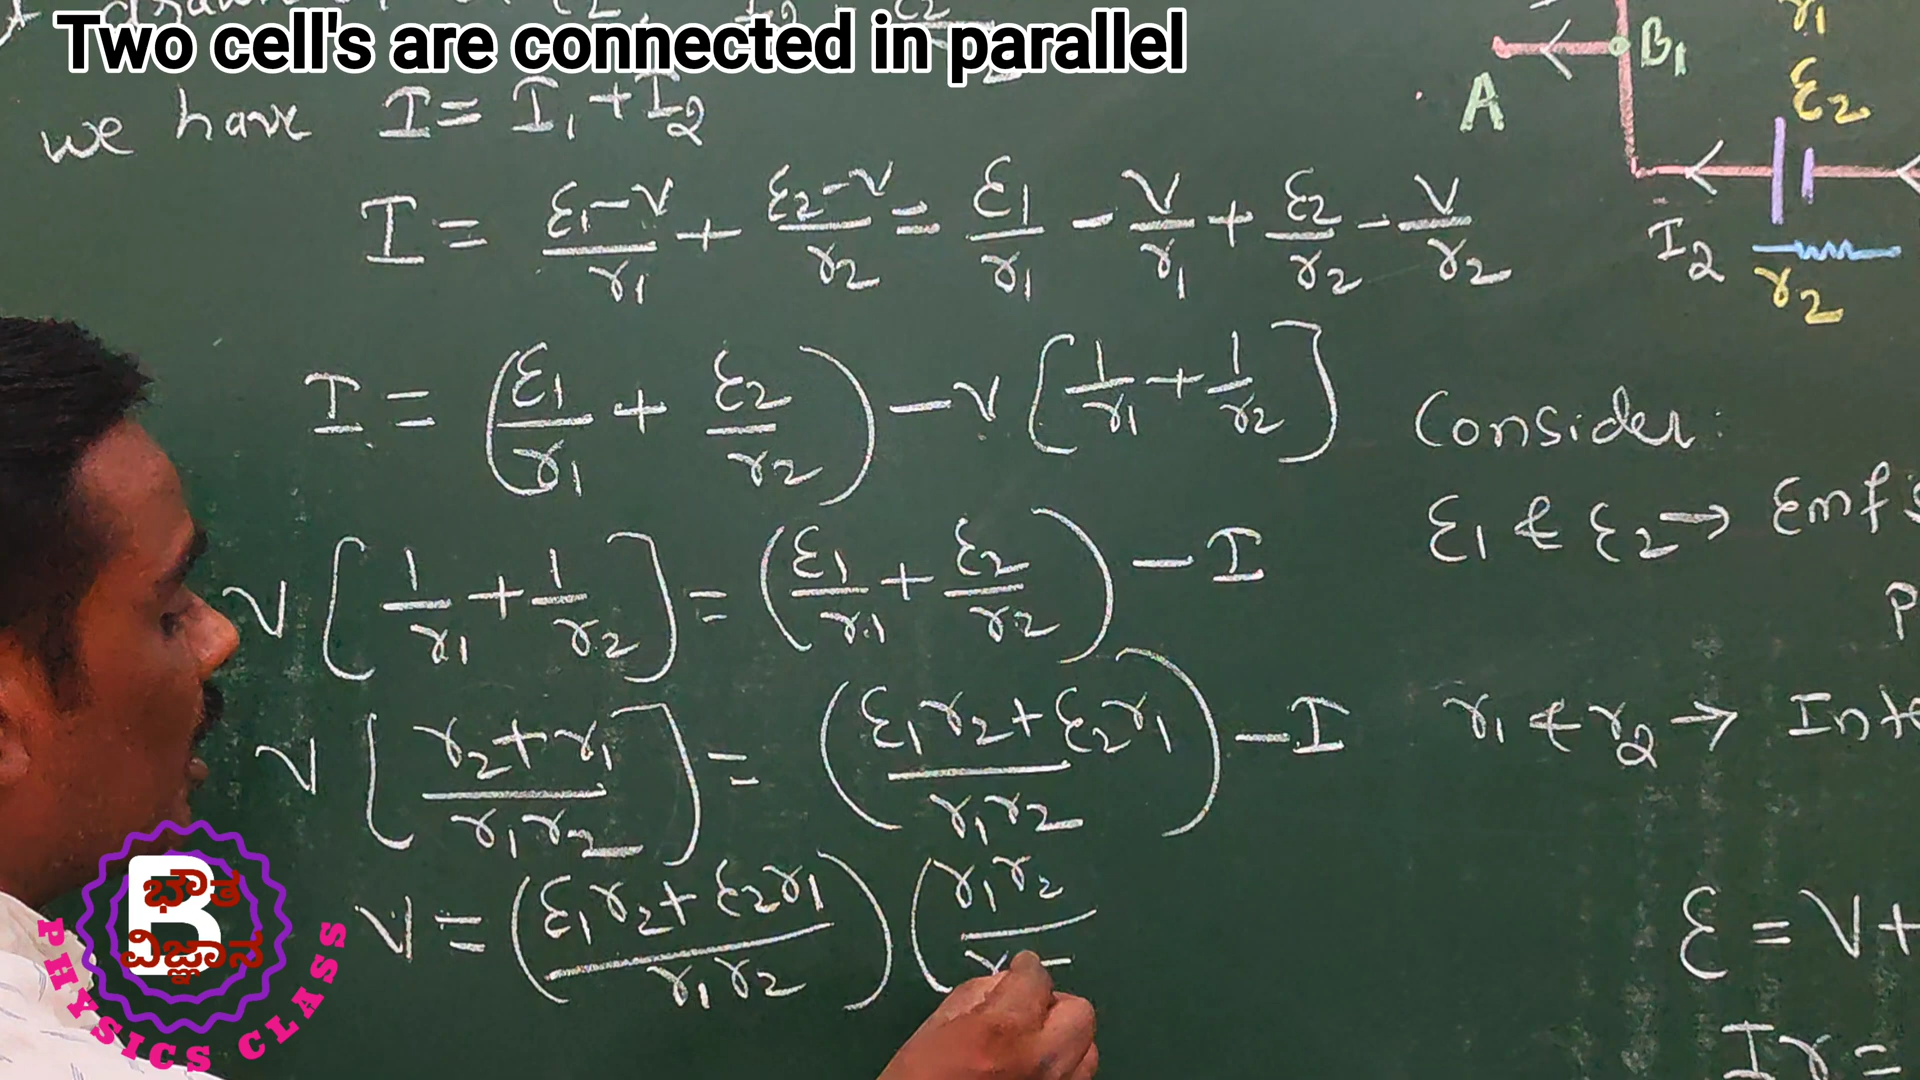 Two cell's are connected in parallel
we have I = I₁ + I₂
I = ε₁-V/r₁ + ε₂-V/r₂ = ε₁/r₁ - V/r₁ + ε₂/r₂ - V/r₂
I = (ε₁/r₁ + ε₂/r₂) - V [1/r₁ + 1/r₂]
V [1/r₁ + 1/r₂] = (ε₁/r₁ + ε₂/r₂) - I
V [r₂+r₁/r₁r₂] = (ε₁r₂ + ε₂r₁/r₁r₂) - I
V = (ε₁r₂ + ε₂r₁/r₁r₂) (r₁r₂/
A
B₁
r₁
ε₂
I₂
r₂
Consider:
ε₁ & ε₂ → Emf's
r₁ & r₂ → Inte
ε = V +
Ir =
B
ಭೌತ
ವಿಜ್ಞಾನ
PHYSICS CLASS